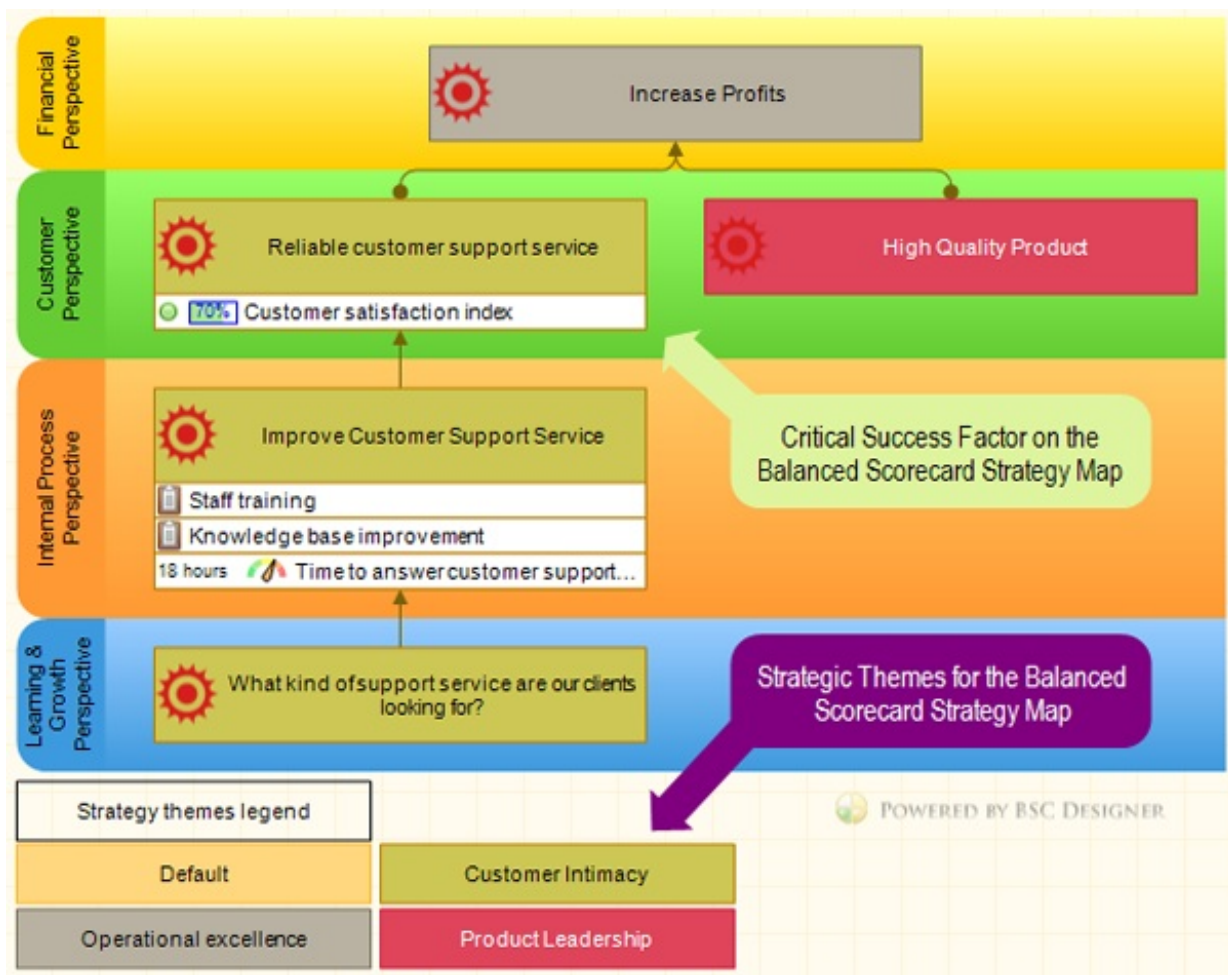 Financial
Perspective
Increase Profits
Customer
Perspective
Reliable customer support service
High Quality Product
70% Customer satisfaction index
Internal Process
Perspective
Improve Customer Support Service
Staff training
Knowledge base improvement
18 hours Time to answer customer support...
Critical Success Factor on the
Balanced Scorecard Strategy Map
Learning &
Growth
Perspective
What kind of support service are our clients
looking for?
Strategic Themes for the Balanced
Scorecard Strategy Map
Strategy themes legend
POWERED BY BSC DESIGNER
Default
Customer Intimacy
Operational excellence
Product Leadership